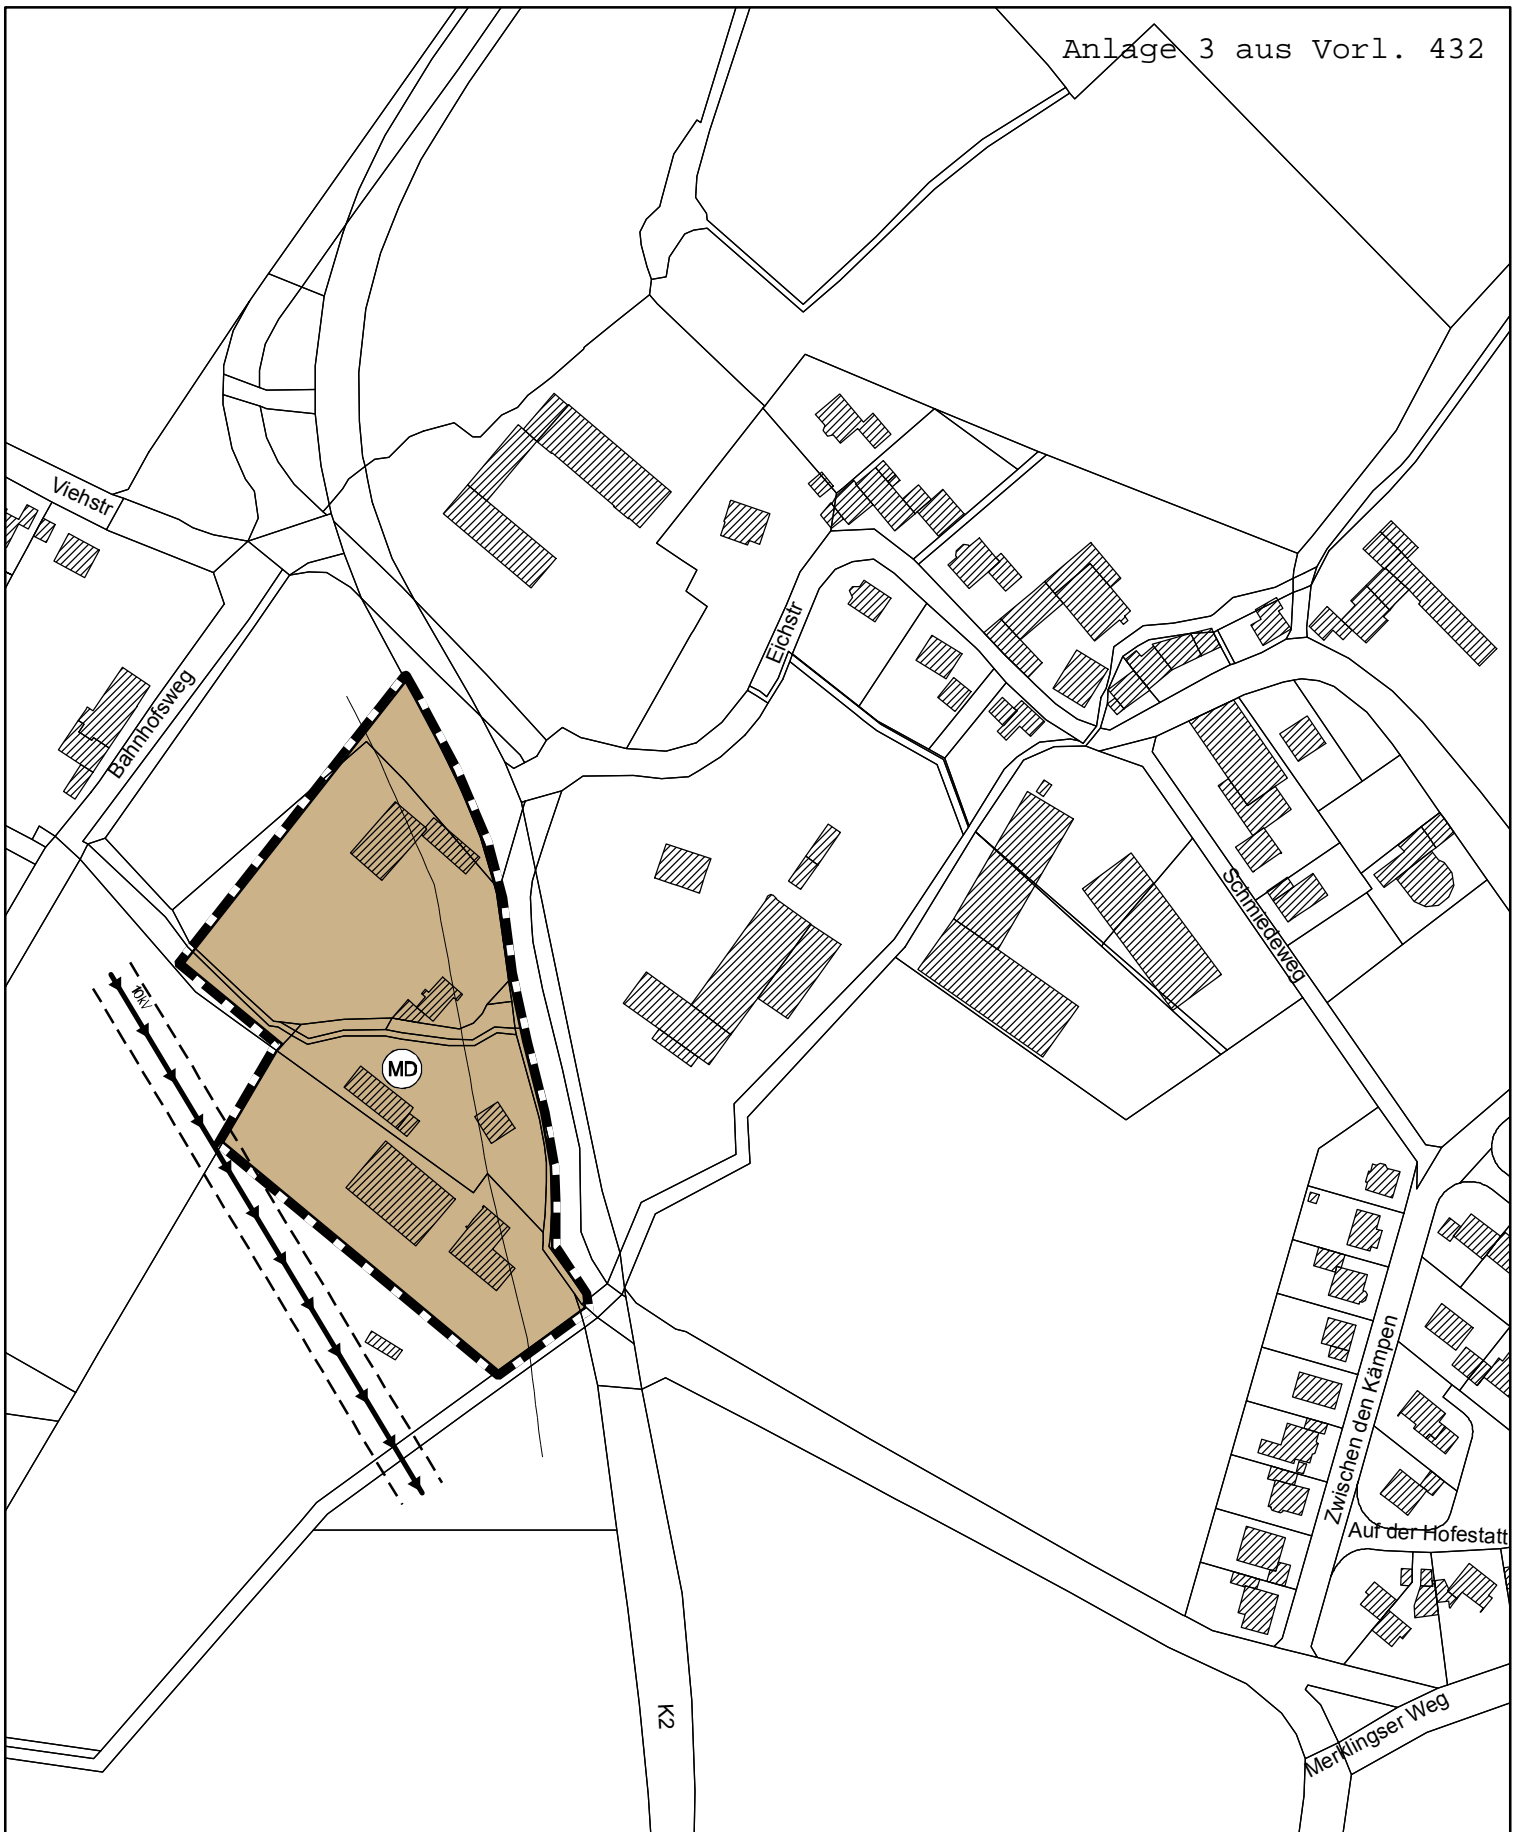 Anlage 3 aus Vorl. 432
Viehstr
Eichstr
Bahnhofsweg
Schmiedeweg
10kV
MD
Zwischen den Kämpen
Auf der Hofestatt
K2
Merklingser Weg